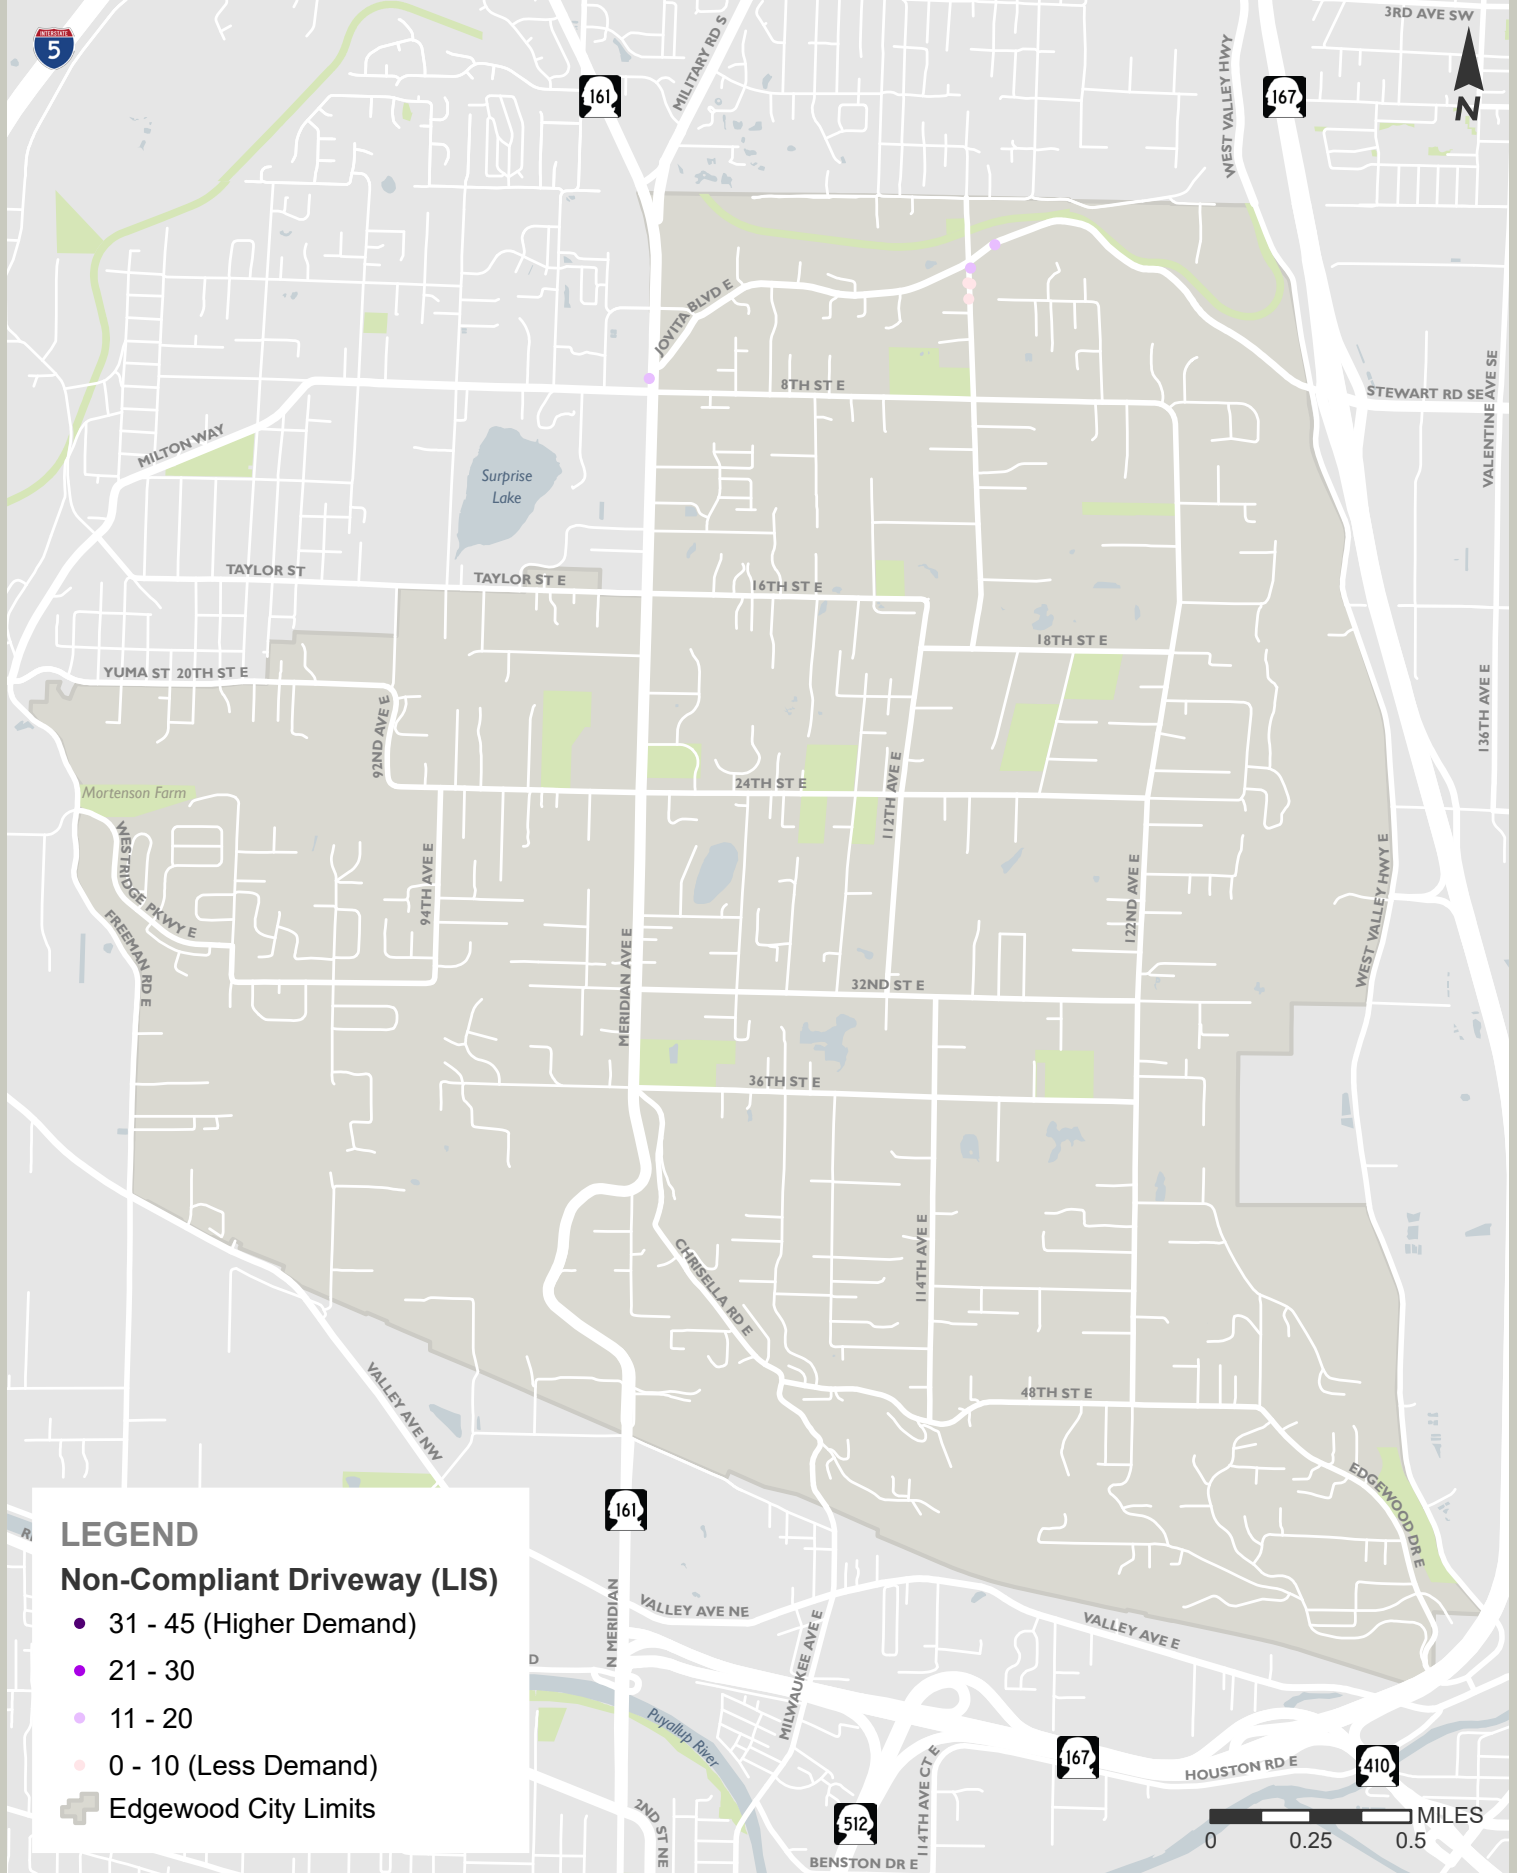 3RD AVE SW
INTERSTATE
5
MILITARY RD S
161
WEST VALLEY HWY
167
N
JOVITA BLVD E
8TH ST E
STEWART RD SE
VALENTINE AVE SE
MILTON WAY
Surprise
Lake
TAYLOR ST
TAYLOR ST E
16TH ST E
18TH ST E
YUMA ST
20TH ST E
92ND AVE E
136TH AVE E
24TH ST E
112TH AVE E
Mortenson Farm
WESTRIDGE PKWY E
94TH AVE E
122ND AVE E
WEST VALLEY HWY E
FREEMAN RD E
MERIDIAN AVE E
32ND ST E
36TH ST E
114TH AVE E
CHRISELLA RD E
VALLEY AVE NW
48TH ST E
EDGEWOOD DR E
161
N MERIDIAN
VALLEY AVE NE
MILWAUKEE AVE E
VALLEY AVE E
D
Puyallup River
167
HOUSTON RD E
410
114TH AVE CT E
512
2ND ST NE
BENSTON DR E
LEGEND
Non-Compliant Driveway (LIS)
31 - 45 (Higher Demand)
21 - 30
11 - 20
0 - 10 (Less Demand)
Edgewood City Limits
MILES
0 0.25 0.5